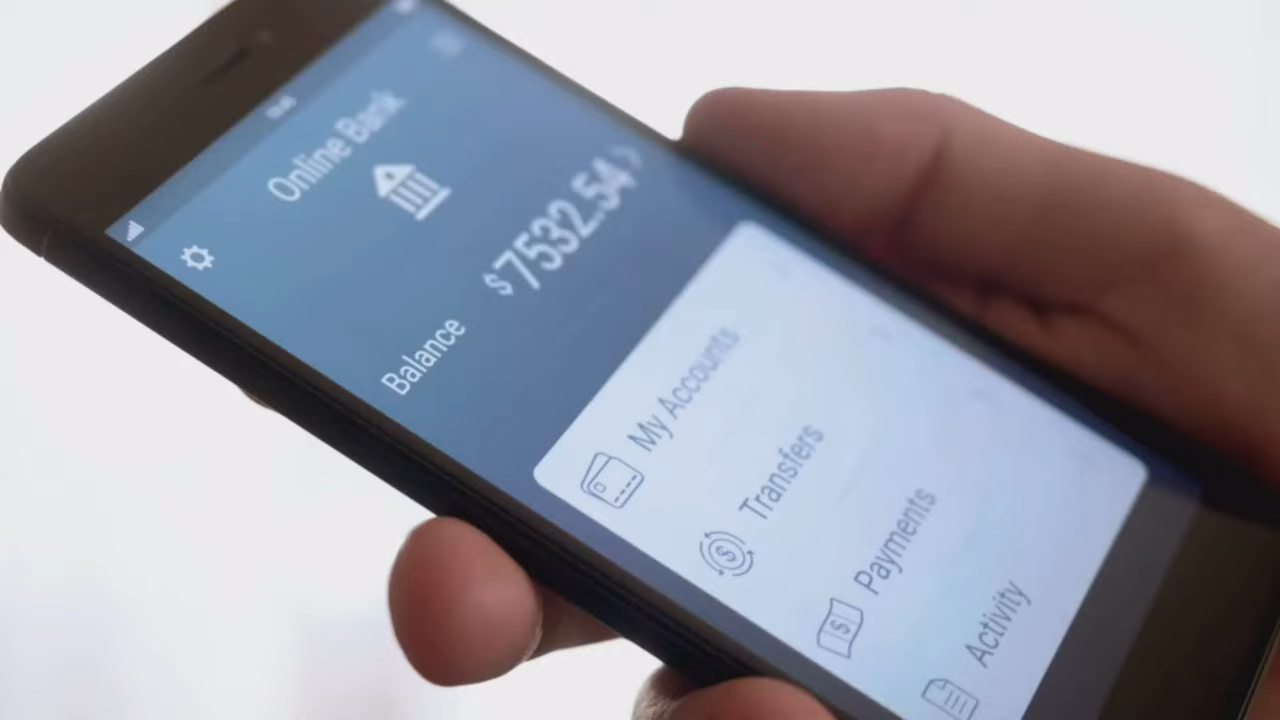 Online Bank
Balance
$7532.54
My Accounts
Transfers
Payments
Activity